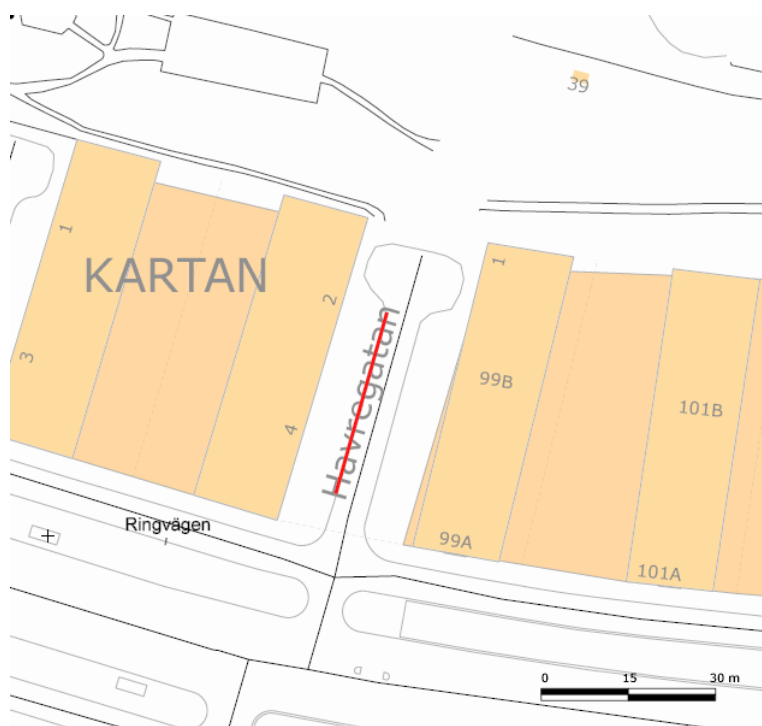 39
1
KARTAN
2
3
4
Havregatan
1
99B
101B
99A
101A
Ringvägen
0 15 30 m